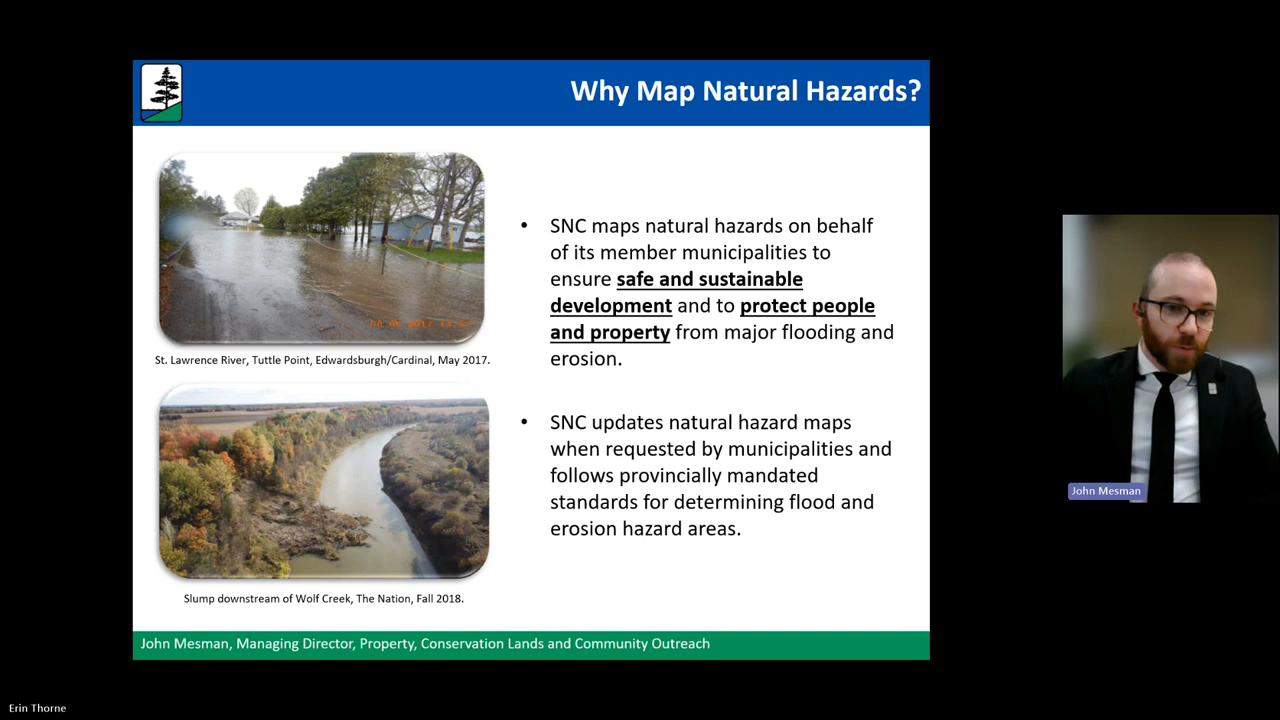 Why Map Natural Hazards?
St. Lawrence River, Tuttle Point, Edwardsburgh/Cardinal, May 2017.
Slump downstream of Wolf Creek, The Nation, Fall 2018.
• SNC maps natural hazards on behalf
of its member municipalities to
ensure safe and sustainable
development and to protect people
and property from major flooding and
erosion.
• SNC updates natural hazard maps
when requested by municipalities and
follows provincially mandated
standards for determining flood and
erosion hazard areas.
John Mesman, Managing Director, Property, Conservation Lands and Community Outreach
John Mesman
Erin Thorne